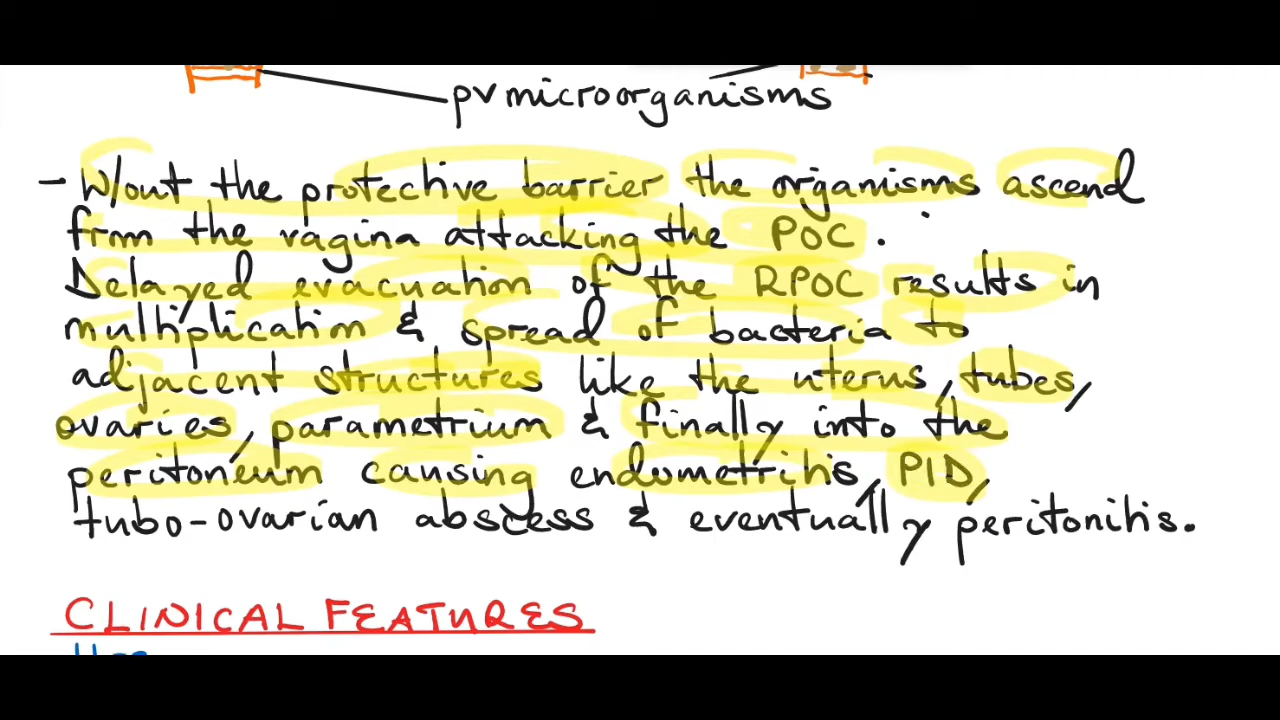 pv microorganisms
- W/out the protective barrier the organisms ascend
from the vagina attacking the POC.
Delayed evacuation of the RPOC results in
multiplication & spread of bacteria to
adjacent structures like the uterus, tubes,
ovaries, parametrium & finally into the
peritoneum causing endometritis, PID,
tubo-ovarian abscess & eventually peritonitis.
CLINICAL FEATURES